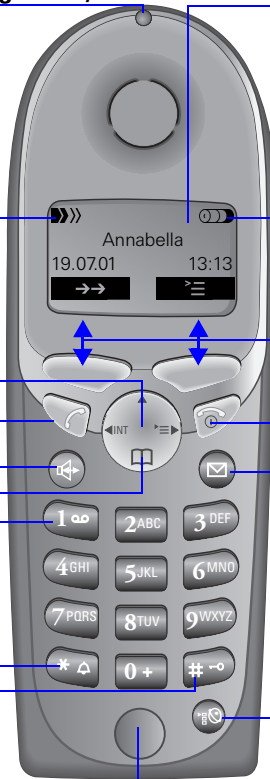 Annabella
19.07.01 13:13
INT
1
2ABC 3DEF
4GHI 5JKL 6MNO
7PQRS 8TUV 9WXYZ
* 0 + #